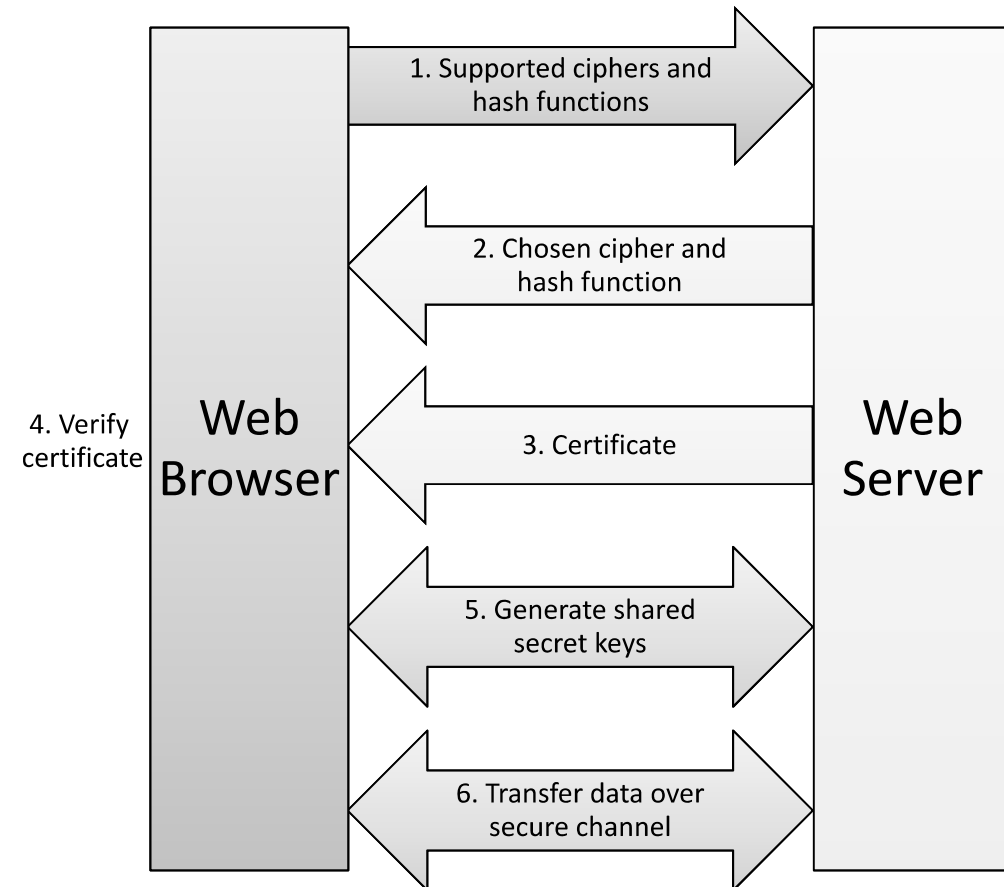 1. Supported ciphers and
hash functions
2. Chosen cipher and
hash function
4. Verify
certificate
Web
Browser
3. Certificate
Web
Server
5. Generate shared
secret keys
6. Transfer data over
secure channel